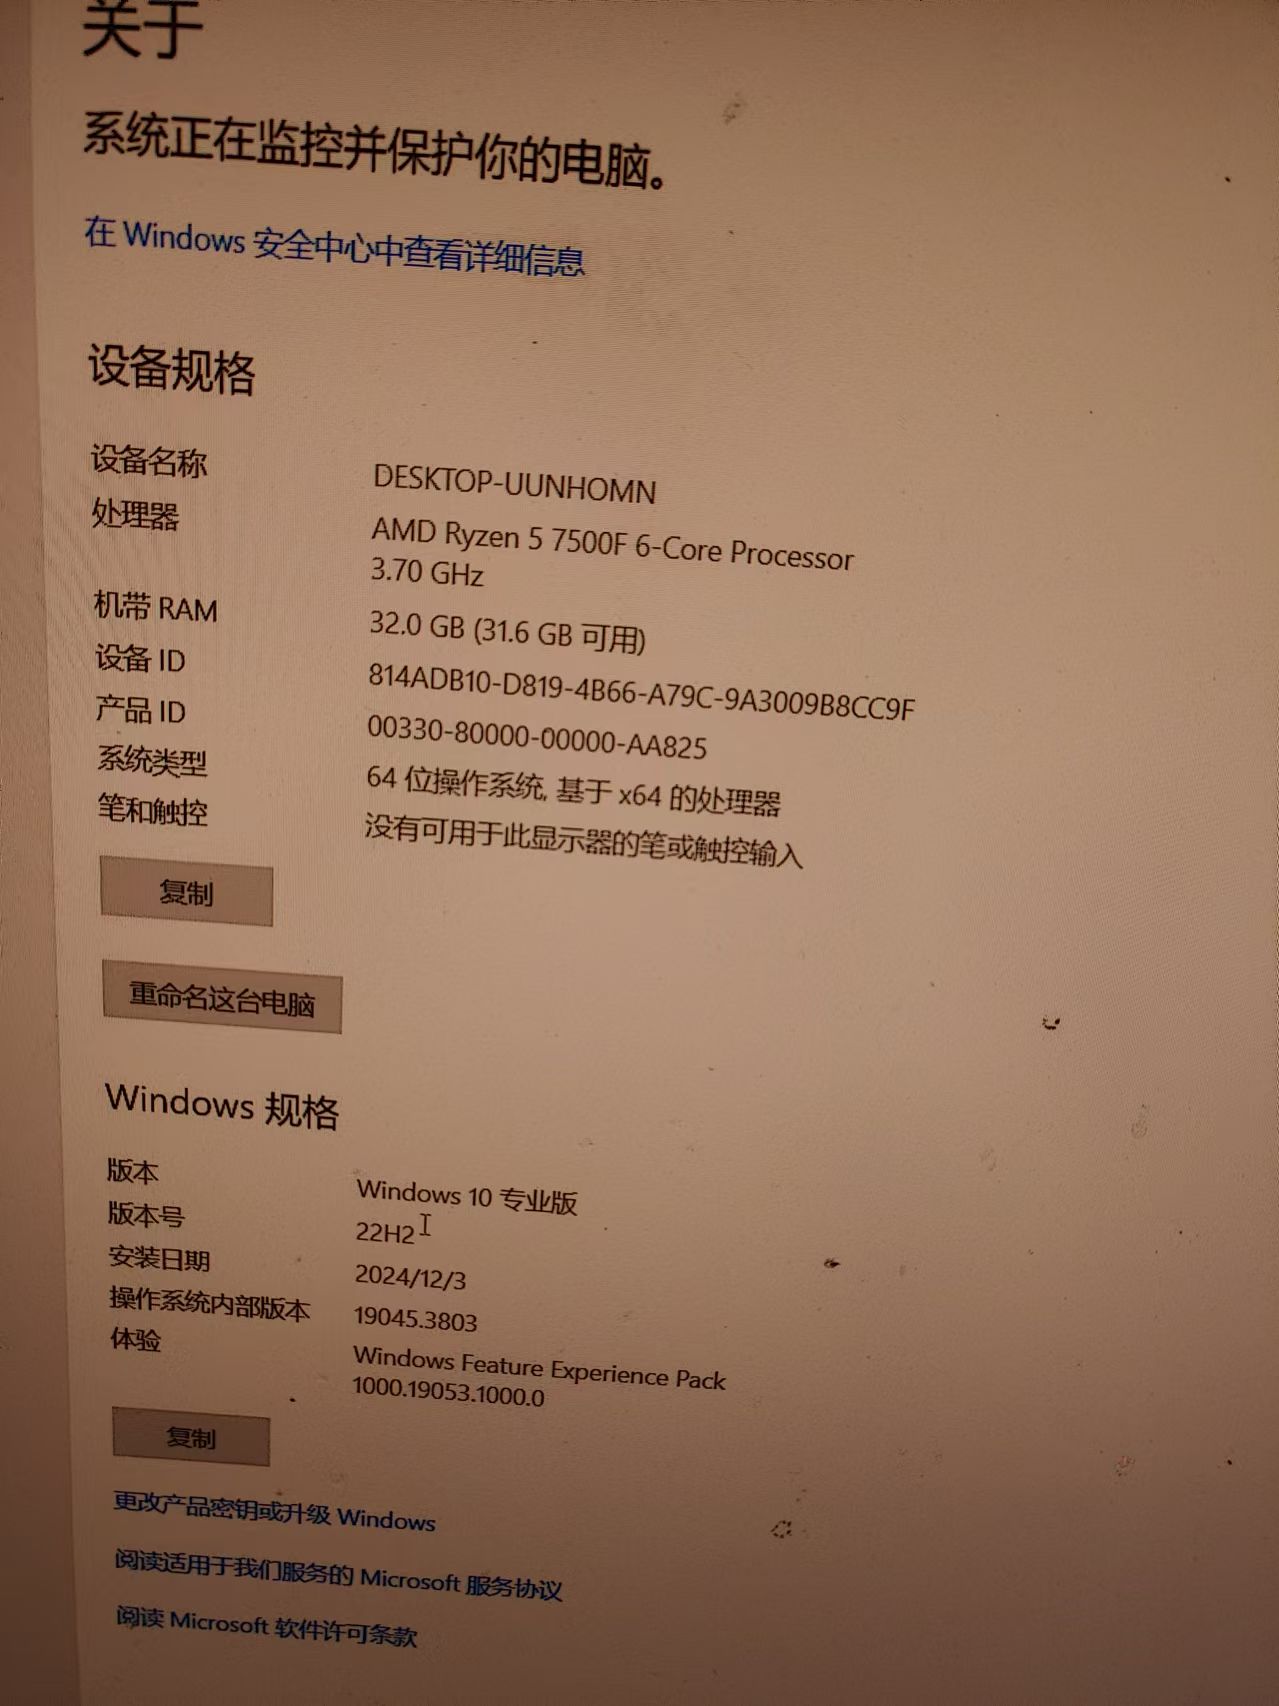 关于
系统正在监控并保护你的电脑。
在 Windows 安全中心中查看详细信息
设备规格
设备名称 DESKTOP-UUNHOMN
处理器 AMD Ryzen 5 7500F 6-Core Processor
3.70 GHz
机带 RAM 32.0 GB (31.6 GB 可用)
设备 ID 814ADB10-D819-4B66-A79C-9A3009B8CC9F
产品 ID 00330-80000-00000-AA825
系统类型 64 位操作系统, 基于 x64 的处理器
笔和触控 没有可用于此显示器的笔或触控输入
复制
重命名这台电脑
Windows 规格
版本 Windows 10 专业版
版本号 22H2
安装日期 2024/12/3
操作系统内部版本 19045.3803
体验 Windows Feature Experience Pack
1000.19053.1000.0
复制
更改产品密钥或升级 Windows
阅读适用于我们服务的 Microsoft 服务协议
阅读 Microsoft 软件许可条款